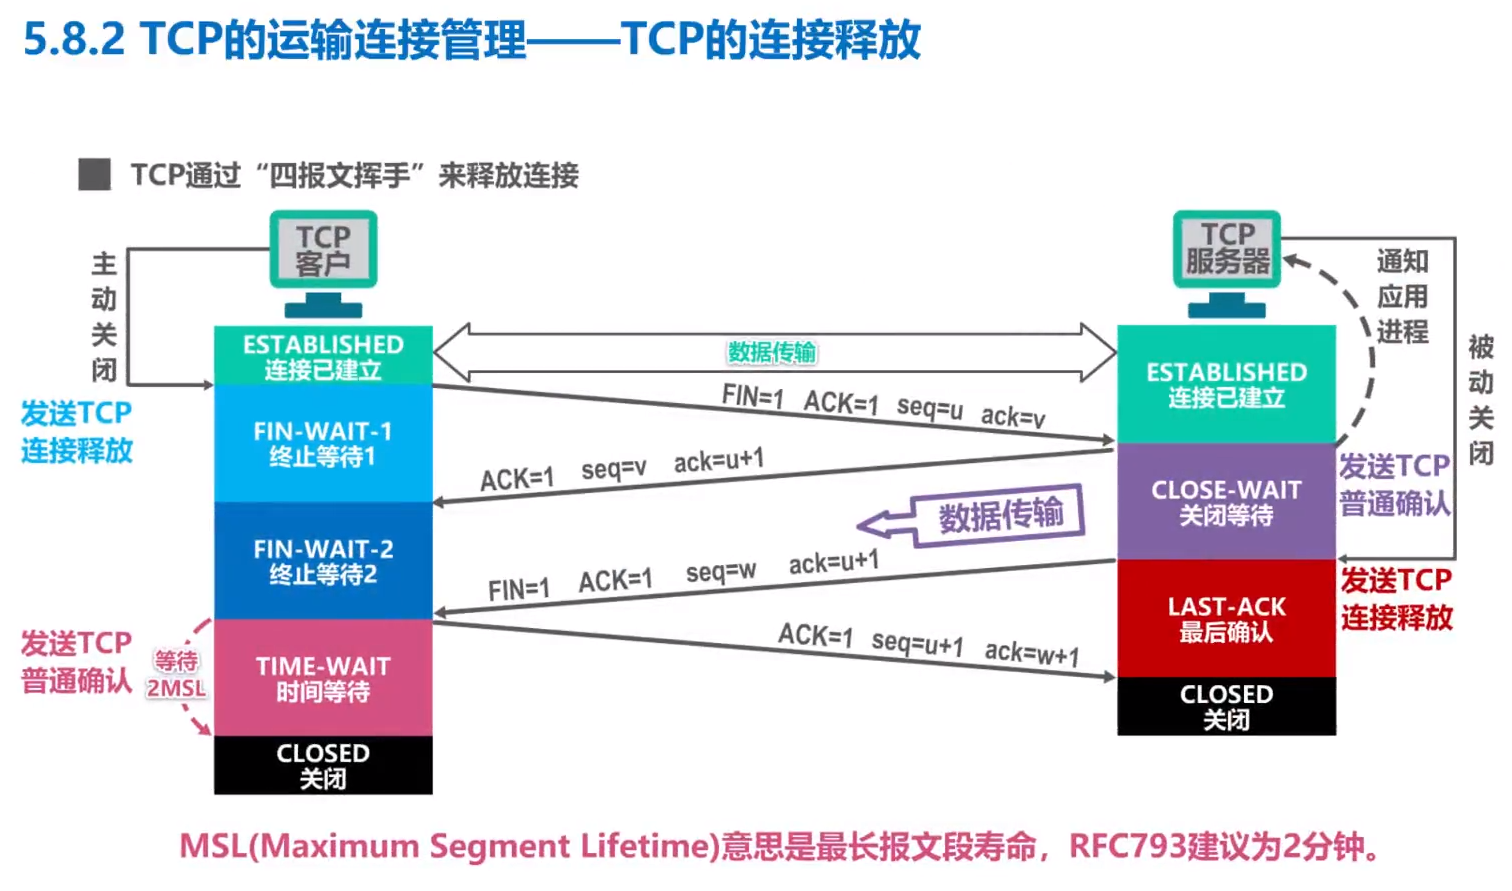 5.8.2 TCP的运输连接管理——TCP的连接释放
TCP通过“四报文挥手”来释放连接
TCP
客户
TCP
服务器
主动关闭
通知
应用
进程
被动关闭
ESTABLISHED
连接已建立
数据传输
ESTABLISHED
连接已建立
发送TCP
连接释放
FIN=1 ACK=1 seq=u ack=v
FIN-WAIT-1
终止等待1
ACK=1 seq=v ack=u+1
发送TCP
普通确认
CLOSE-WAIT
关闭等待
数据传输
FIN-WAIT-2
终止等待2
FIN=1 ACK=1 seq=w ack=u+1
发送TCP
连接释放
LAST-ACK
最后确认
发送TCP
普通确认
等待
2MSL
TIME-WAIT
时间等待
ACK=1 seq=u+1 ack=w+1
CLOSED
关闭
CLOSED
关闭
MSL(Maximum Segment Lifetime)意思是最长报文段寿命，RFC793建议为2分钟。